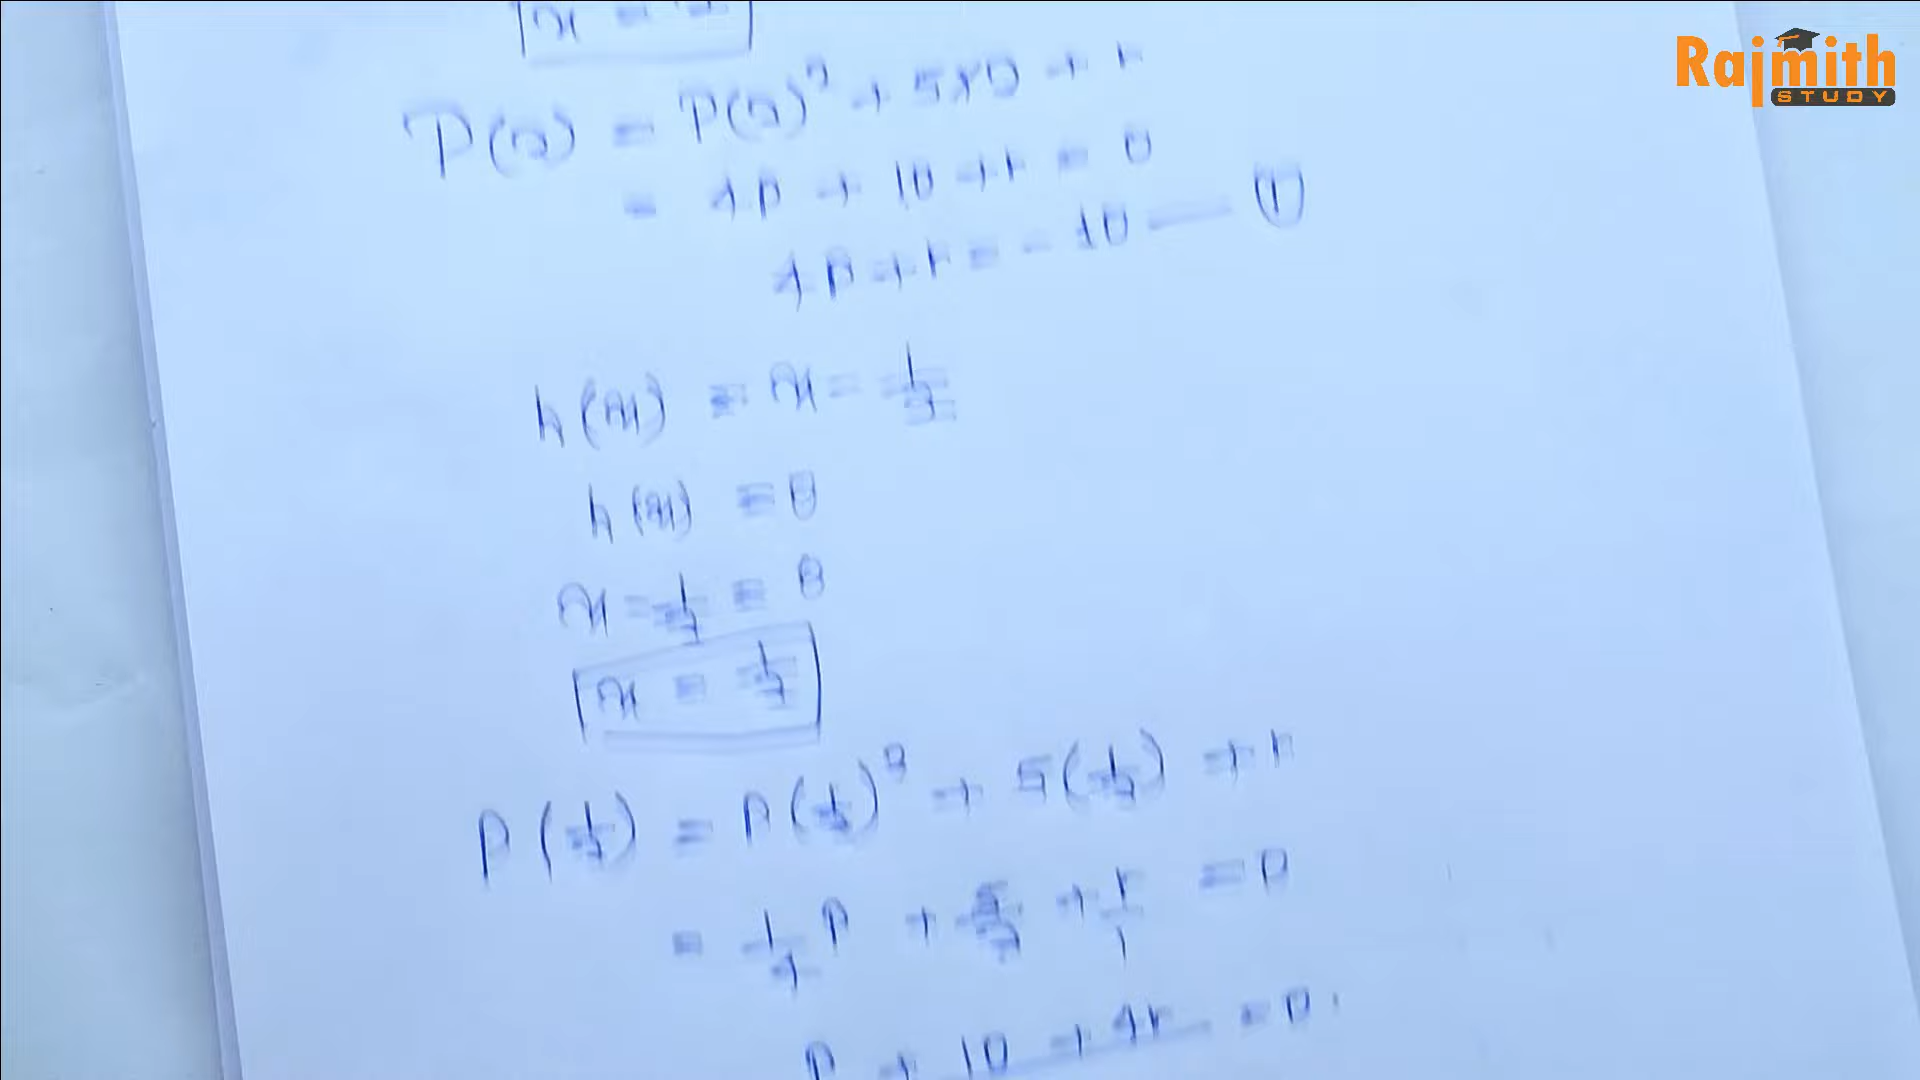 Rajmith
STUDY
x = 2
P(2) = P(2)² + 5×2 + r
= 4p + 10 + r = 0
4p + r = -10 — ①
h(x) = x - 1/2
h(x) = 0
x - 1/2 = 0
x = 1/2
P(1/2) = p(1/2)² + 5(1/2) + r
= 1/4 p + 5/2 + r/1 = 0
p + 10 + 4r = 0